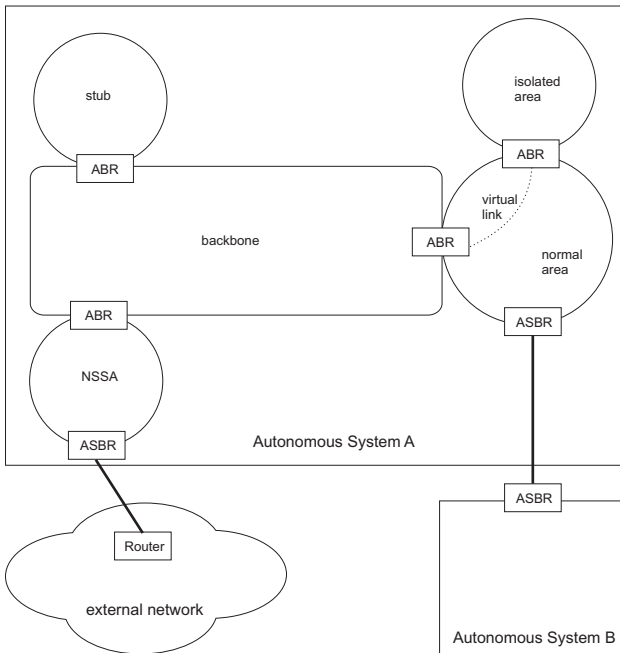 stub
isolated
area
ABR
ABR
virtual
link
backbone
ABR
normal
area
ABR
ASBR
NSSA
ASBR
Autonomous System A
ASBR
Router
external network
Autonomous System B